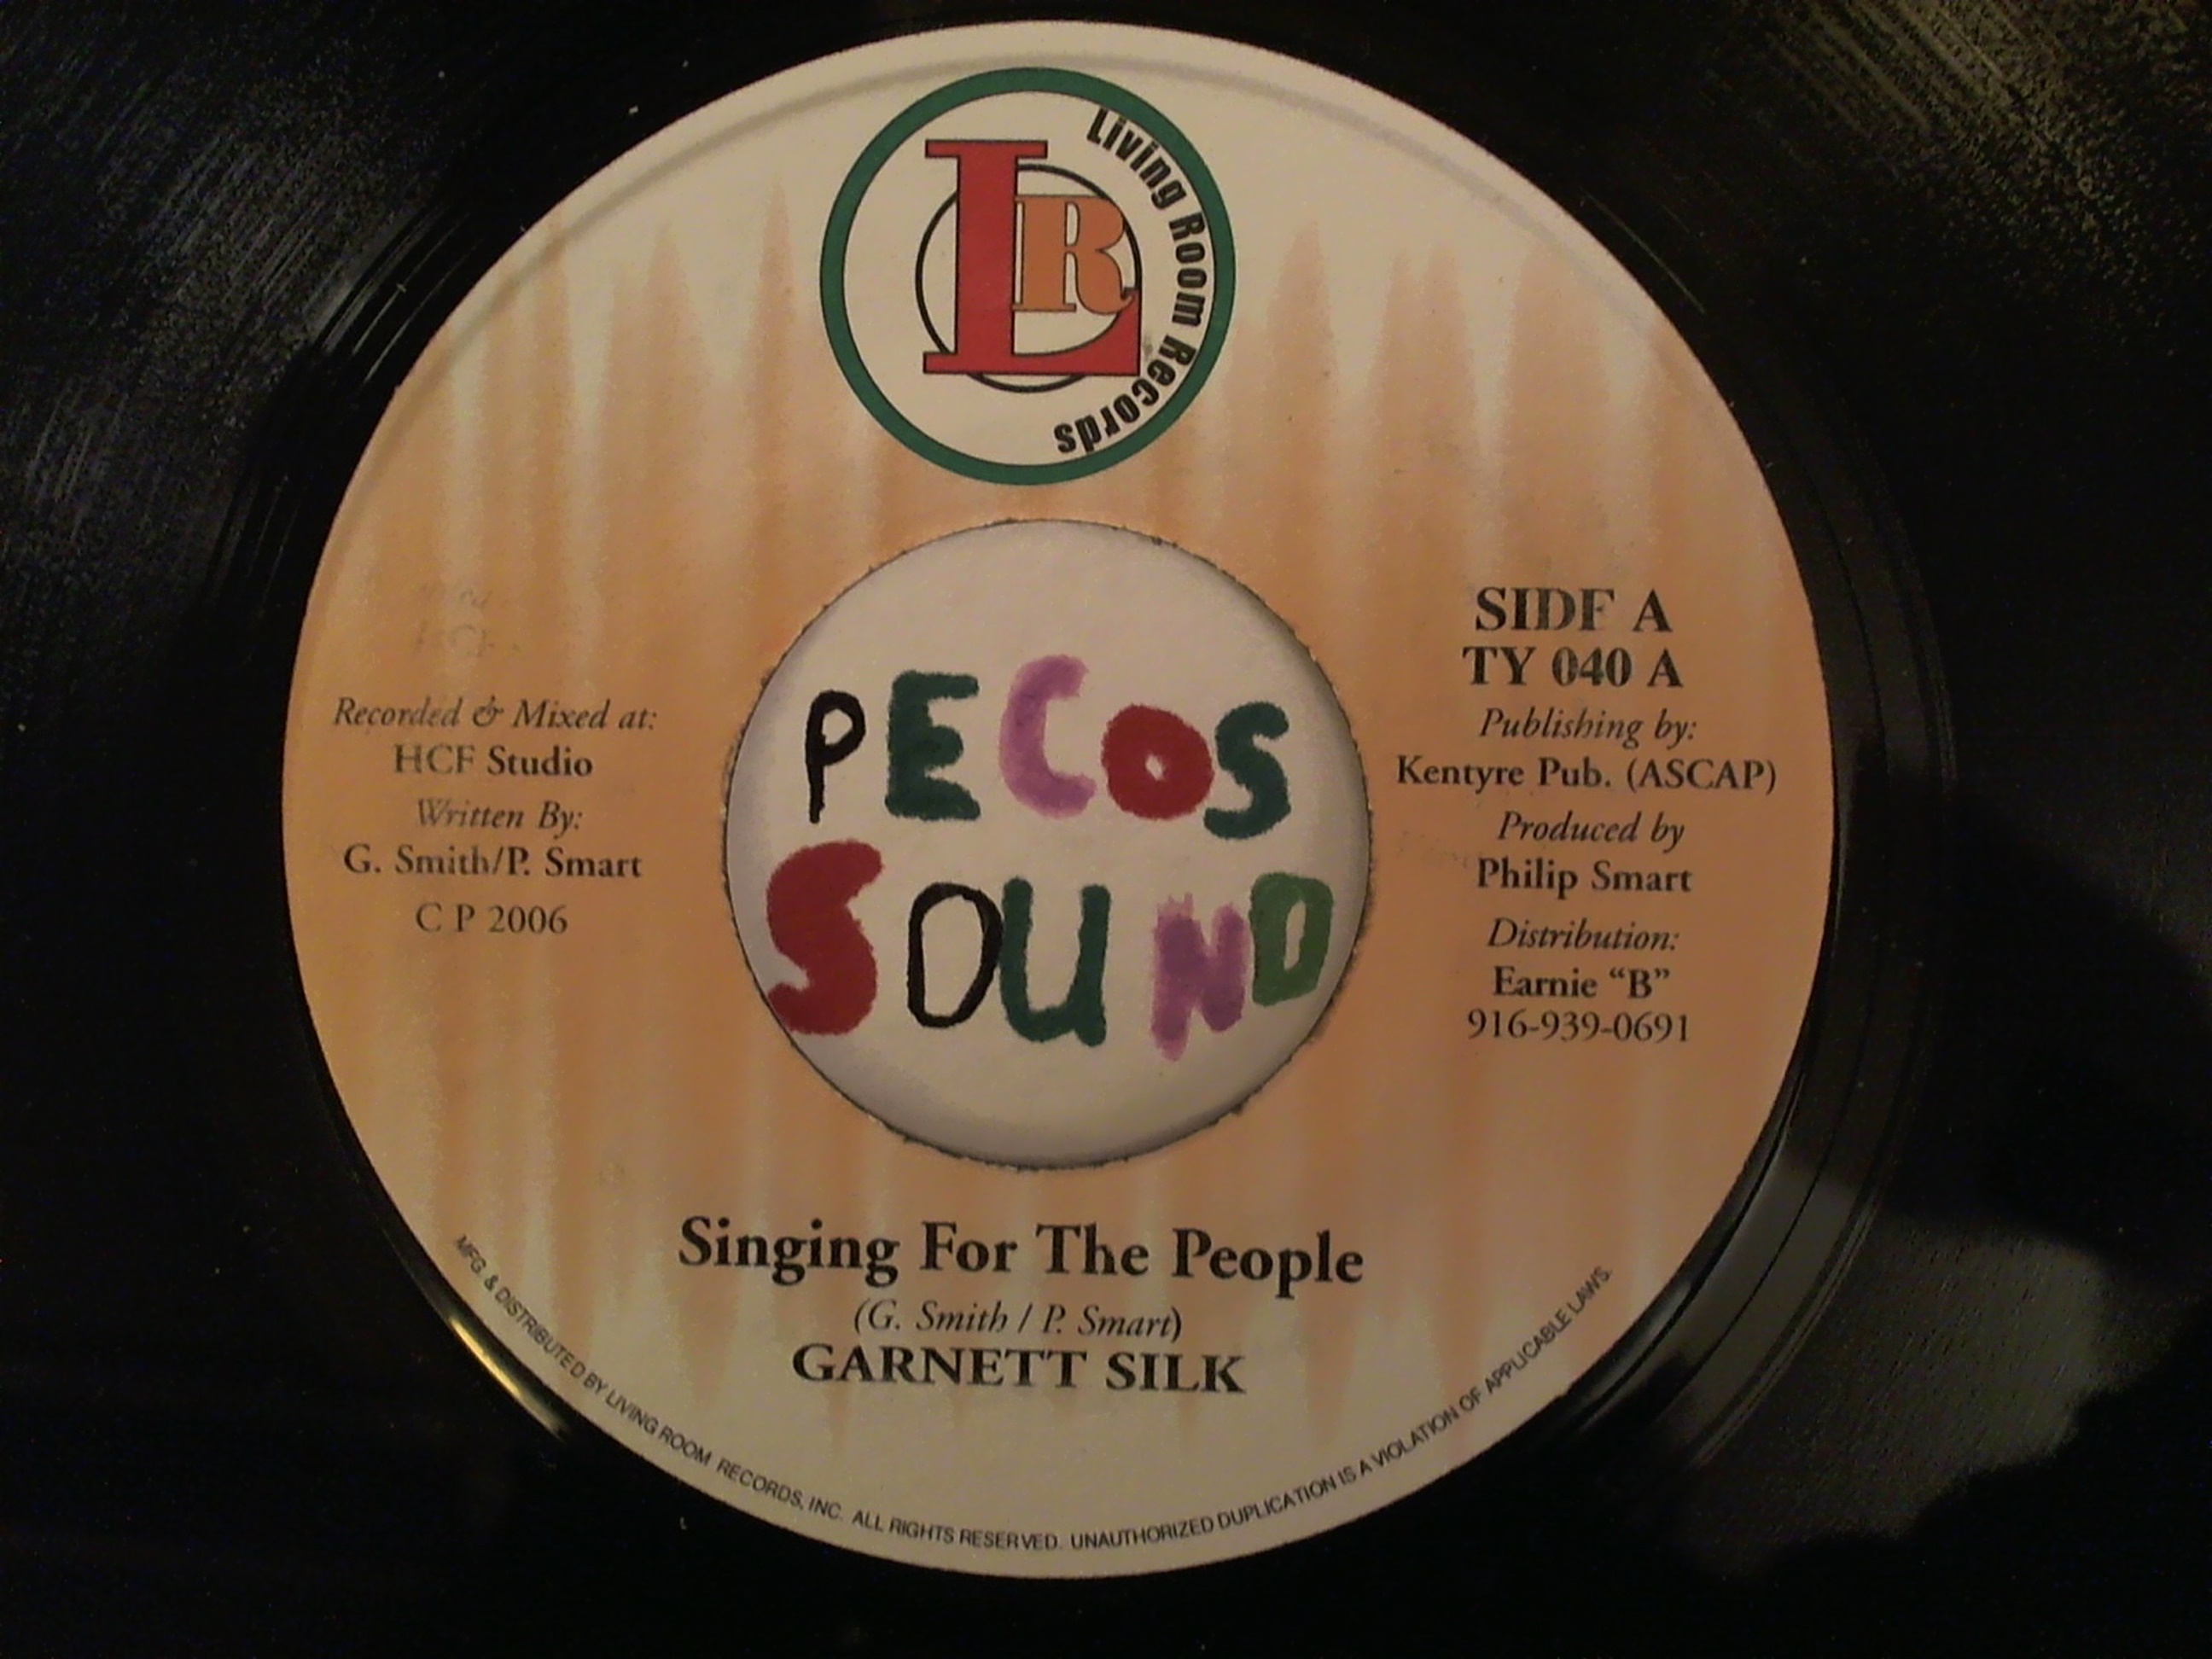 LR
Living Room Records
PECOS
SOUND
Recorded & Mixed at:
HCF Studio
Written By:
G. Smith/P. Smart
C P 2006
SIDE A
TY 040 A
Publishing by:
Kentyre Pub. (ASCAP)
Produced by
Philip Smart
Distribution:
Earnie “B”
916-939-0691
Singing For The People
(G. Smith / P. Smart)
GARNETT SILK
MFG. & DISTRIBUTED BY LIVING ROOM RECORDS, INC. ALL RIGHTS RESERVED. UNAUTHORIZED DUPLICATION IS A VIOLATION OF APPLICABLE LAWS.